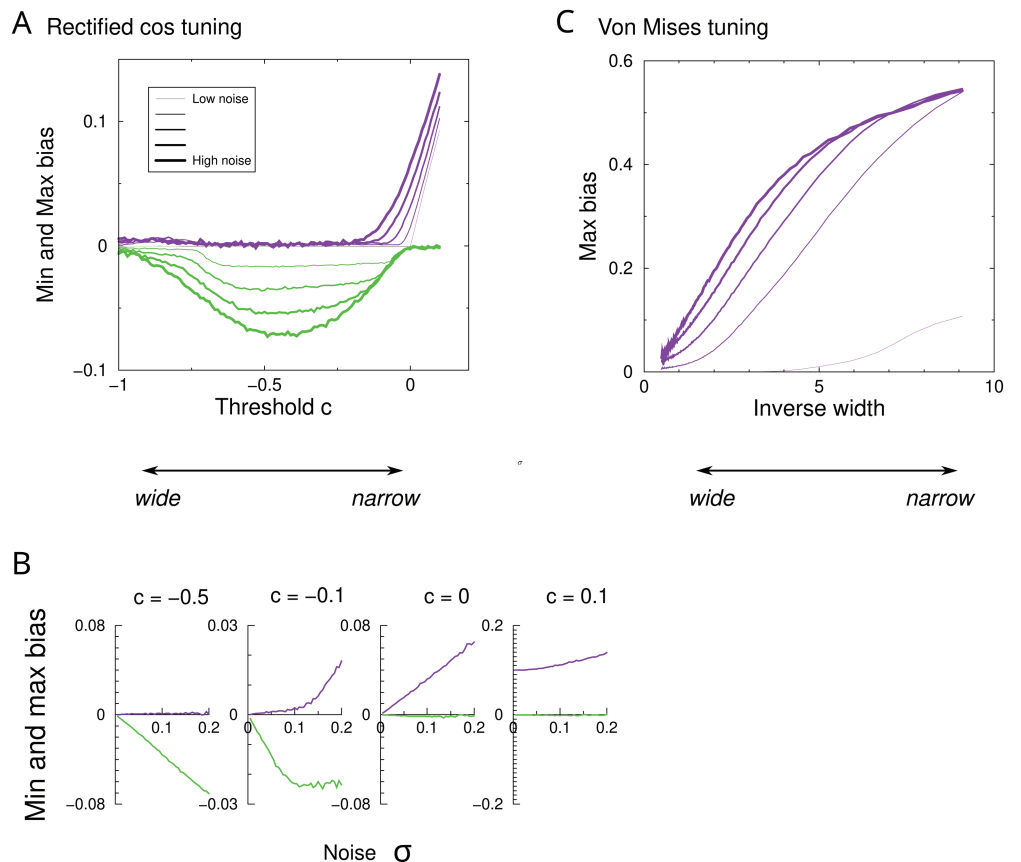 A Rectified cos tuning
Min and Max bias
0.1
0
−0.1
Low noise
High noise
−1
−0.5
0
Threshold c
wide
narrow
σ
C Von Mises tuning
Max bias
0.6
0.4
0.2
0
0
5
10
Inverse width
wide
narrow
B
Min and max bias
c = −0.5
0.08
0
−0.08
0.1
0.2
c = −0.1
0.03
0
−0.03
0
0.1
0.2
c = 0
0.08
0
−0.08
0
0.1
0.2
c = 0.1
0.2
0
−0.2
0
0.1
0.2
Noise σ